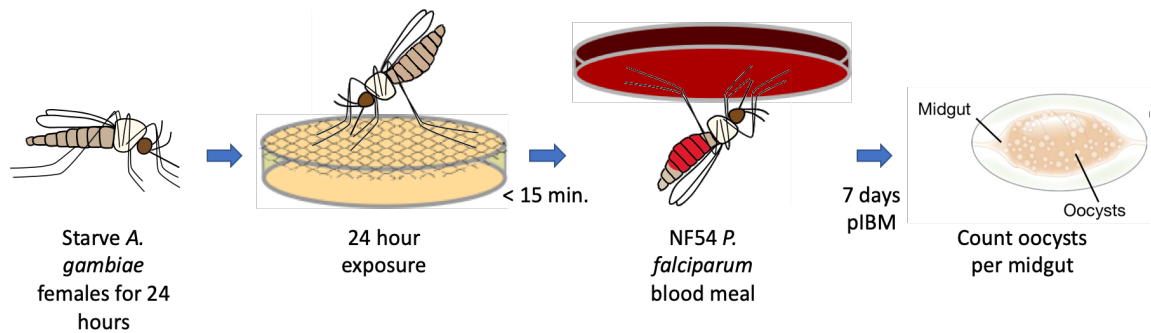 Starve A.
gambiae
females for 24
hours
24 hour
exposure
< 15 min.
NF54 P.
falciparum
blood meal
7 days
pIBM
Midgut
Oocysts
Count oocysts
per midgut